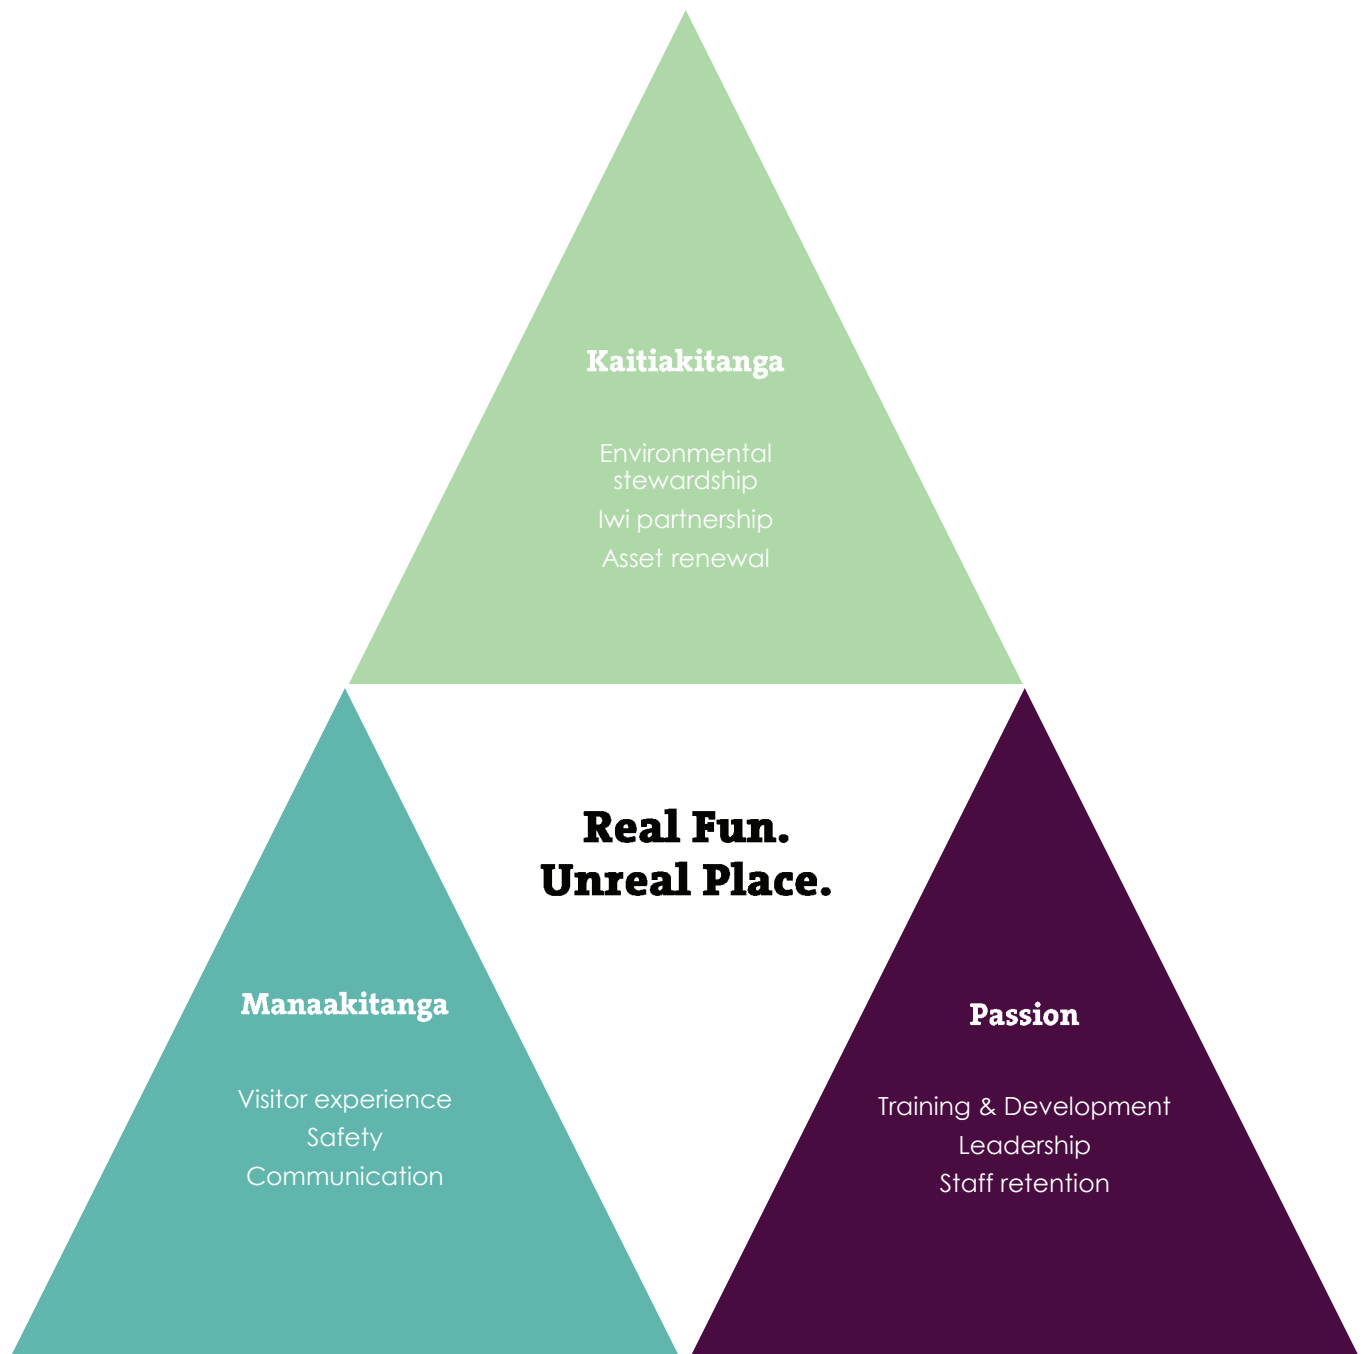 Kaitiakitanga
Environmental
stewardship
Iwi partnership
Asset renewal
Real Fun.
Unreal Place.
Manaakitanga
Visitor experience
Safety
Communication
Passion
Training & Development
Leadership
Staff retention